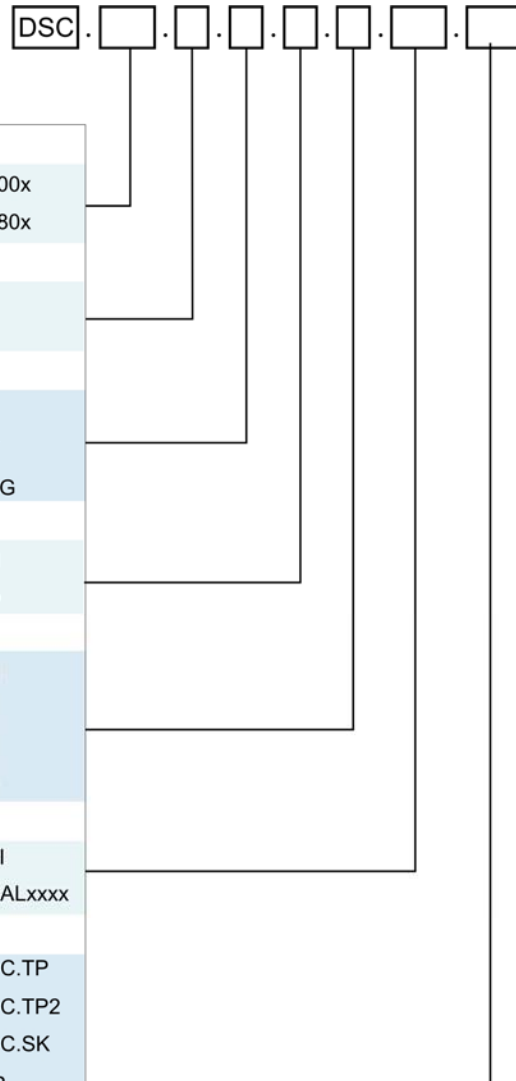 DSC . . . . . . .
00x
80x
G
I
ALxxxx
C.TP
C.TP2
C.SK